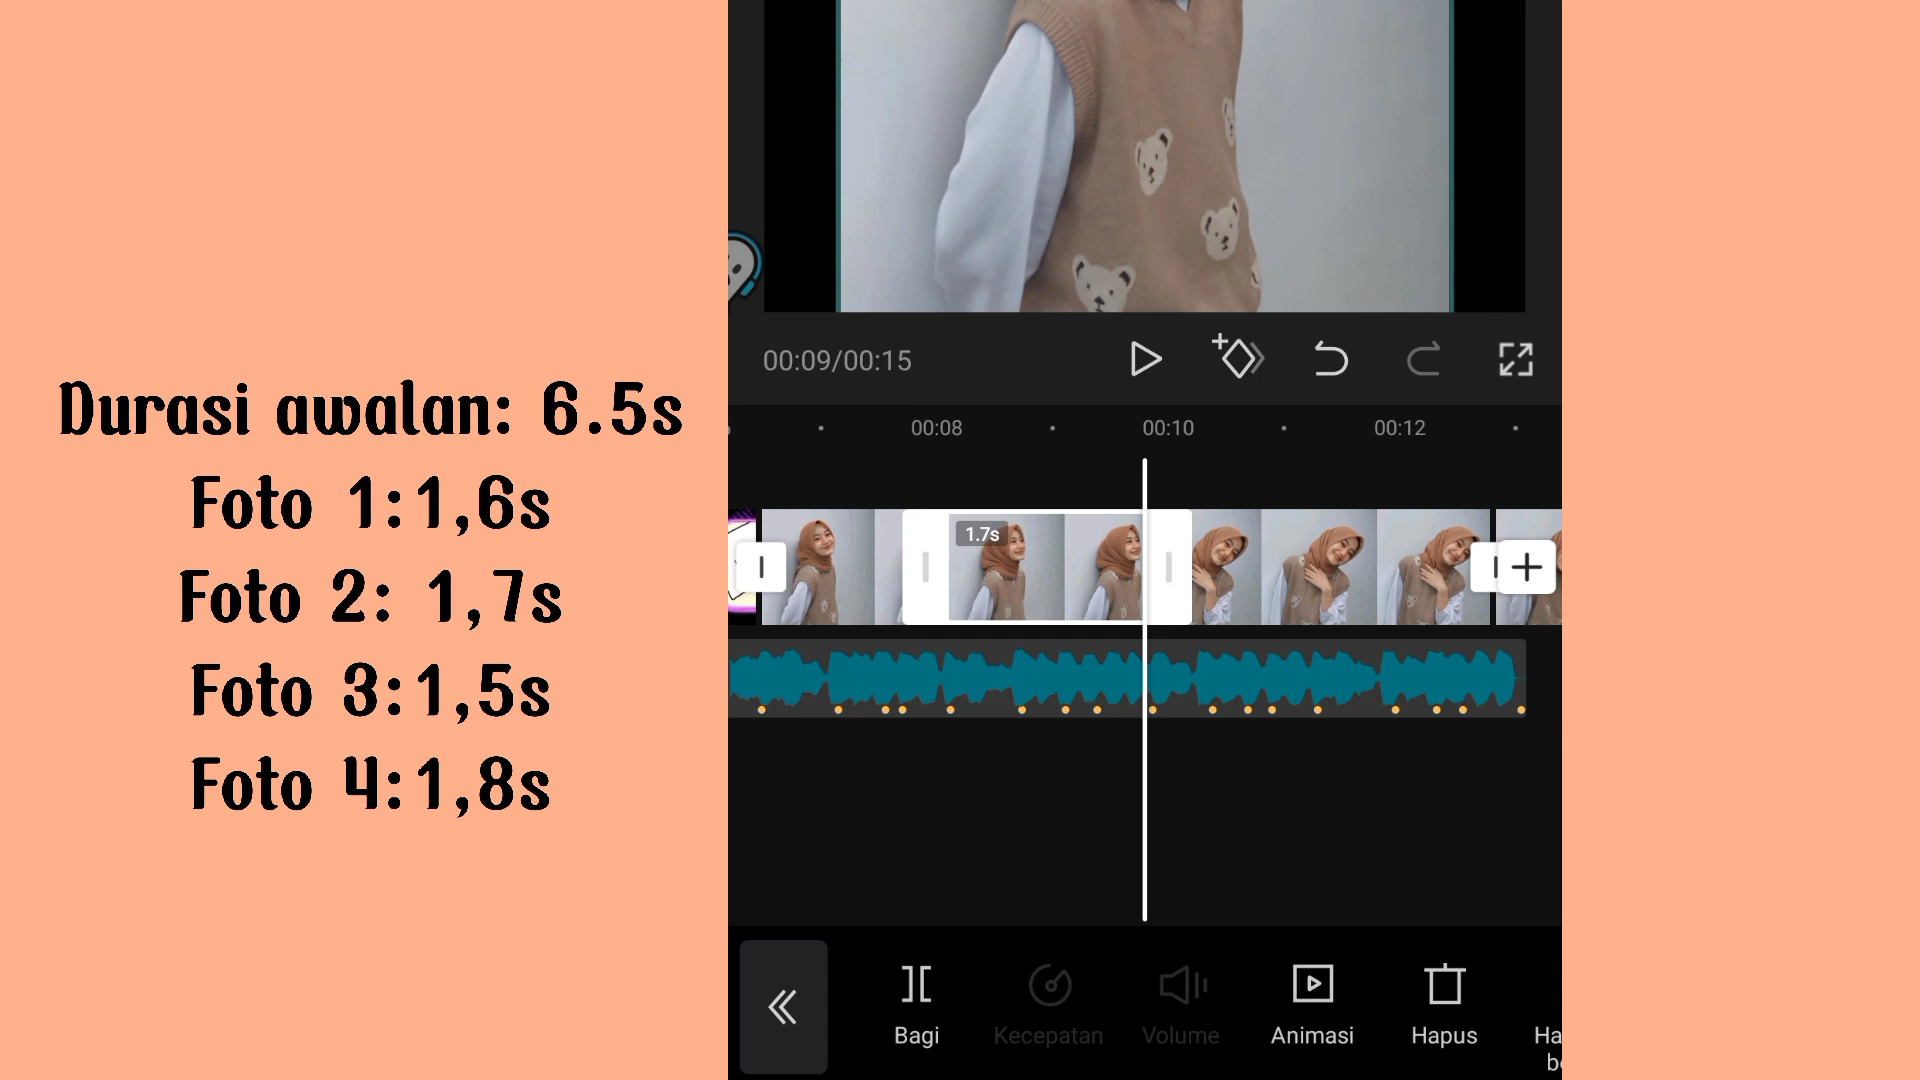 Durasi awalan: 6.5s
Foto 1:1,6s
Foto 2: 1,7s
Foto 3:1,5s
Foto 4:1,8s
00:09/00:15
00:08
00:10
00:12
1.7s
Bagi
Kecepatan
Volume
Animasi
Hapus